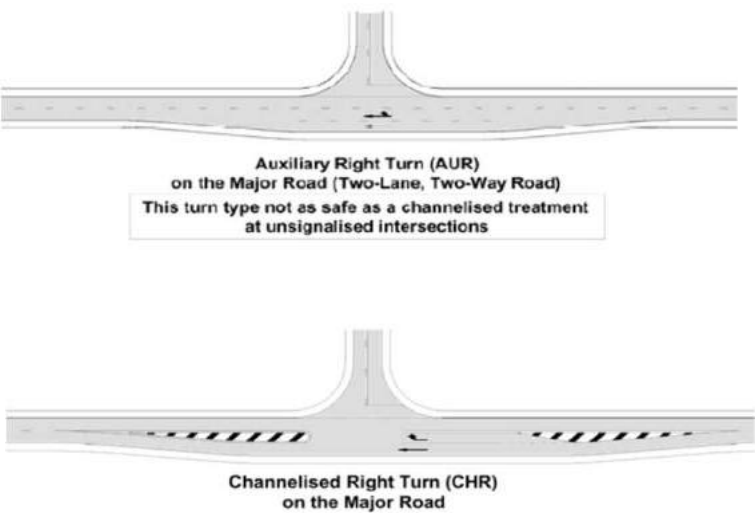 Auxiliary Right Turn (AUR)
on the Major Road (Two-Lane, Two-Way Road)
This turn type not as safe as a channelised treatment
at unsignalised intersections
Channelised Right Turn (CHR)
on the Major Road